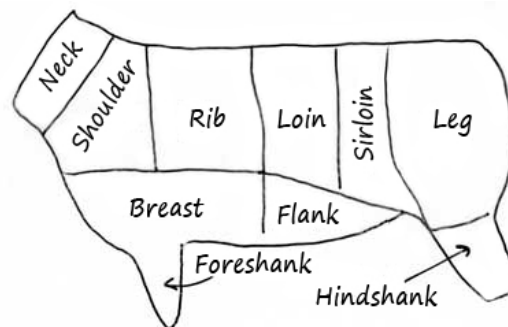 Neck
Shoulder
Rib
Loin
Sirloin
Leg
Breast
Flank
Foreshank
Hindshank